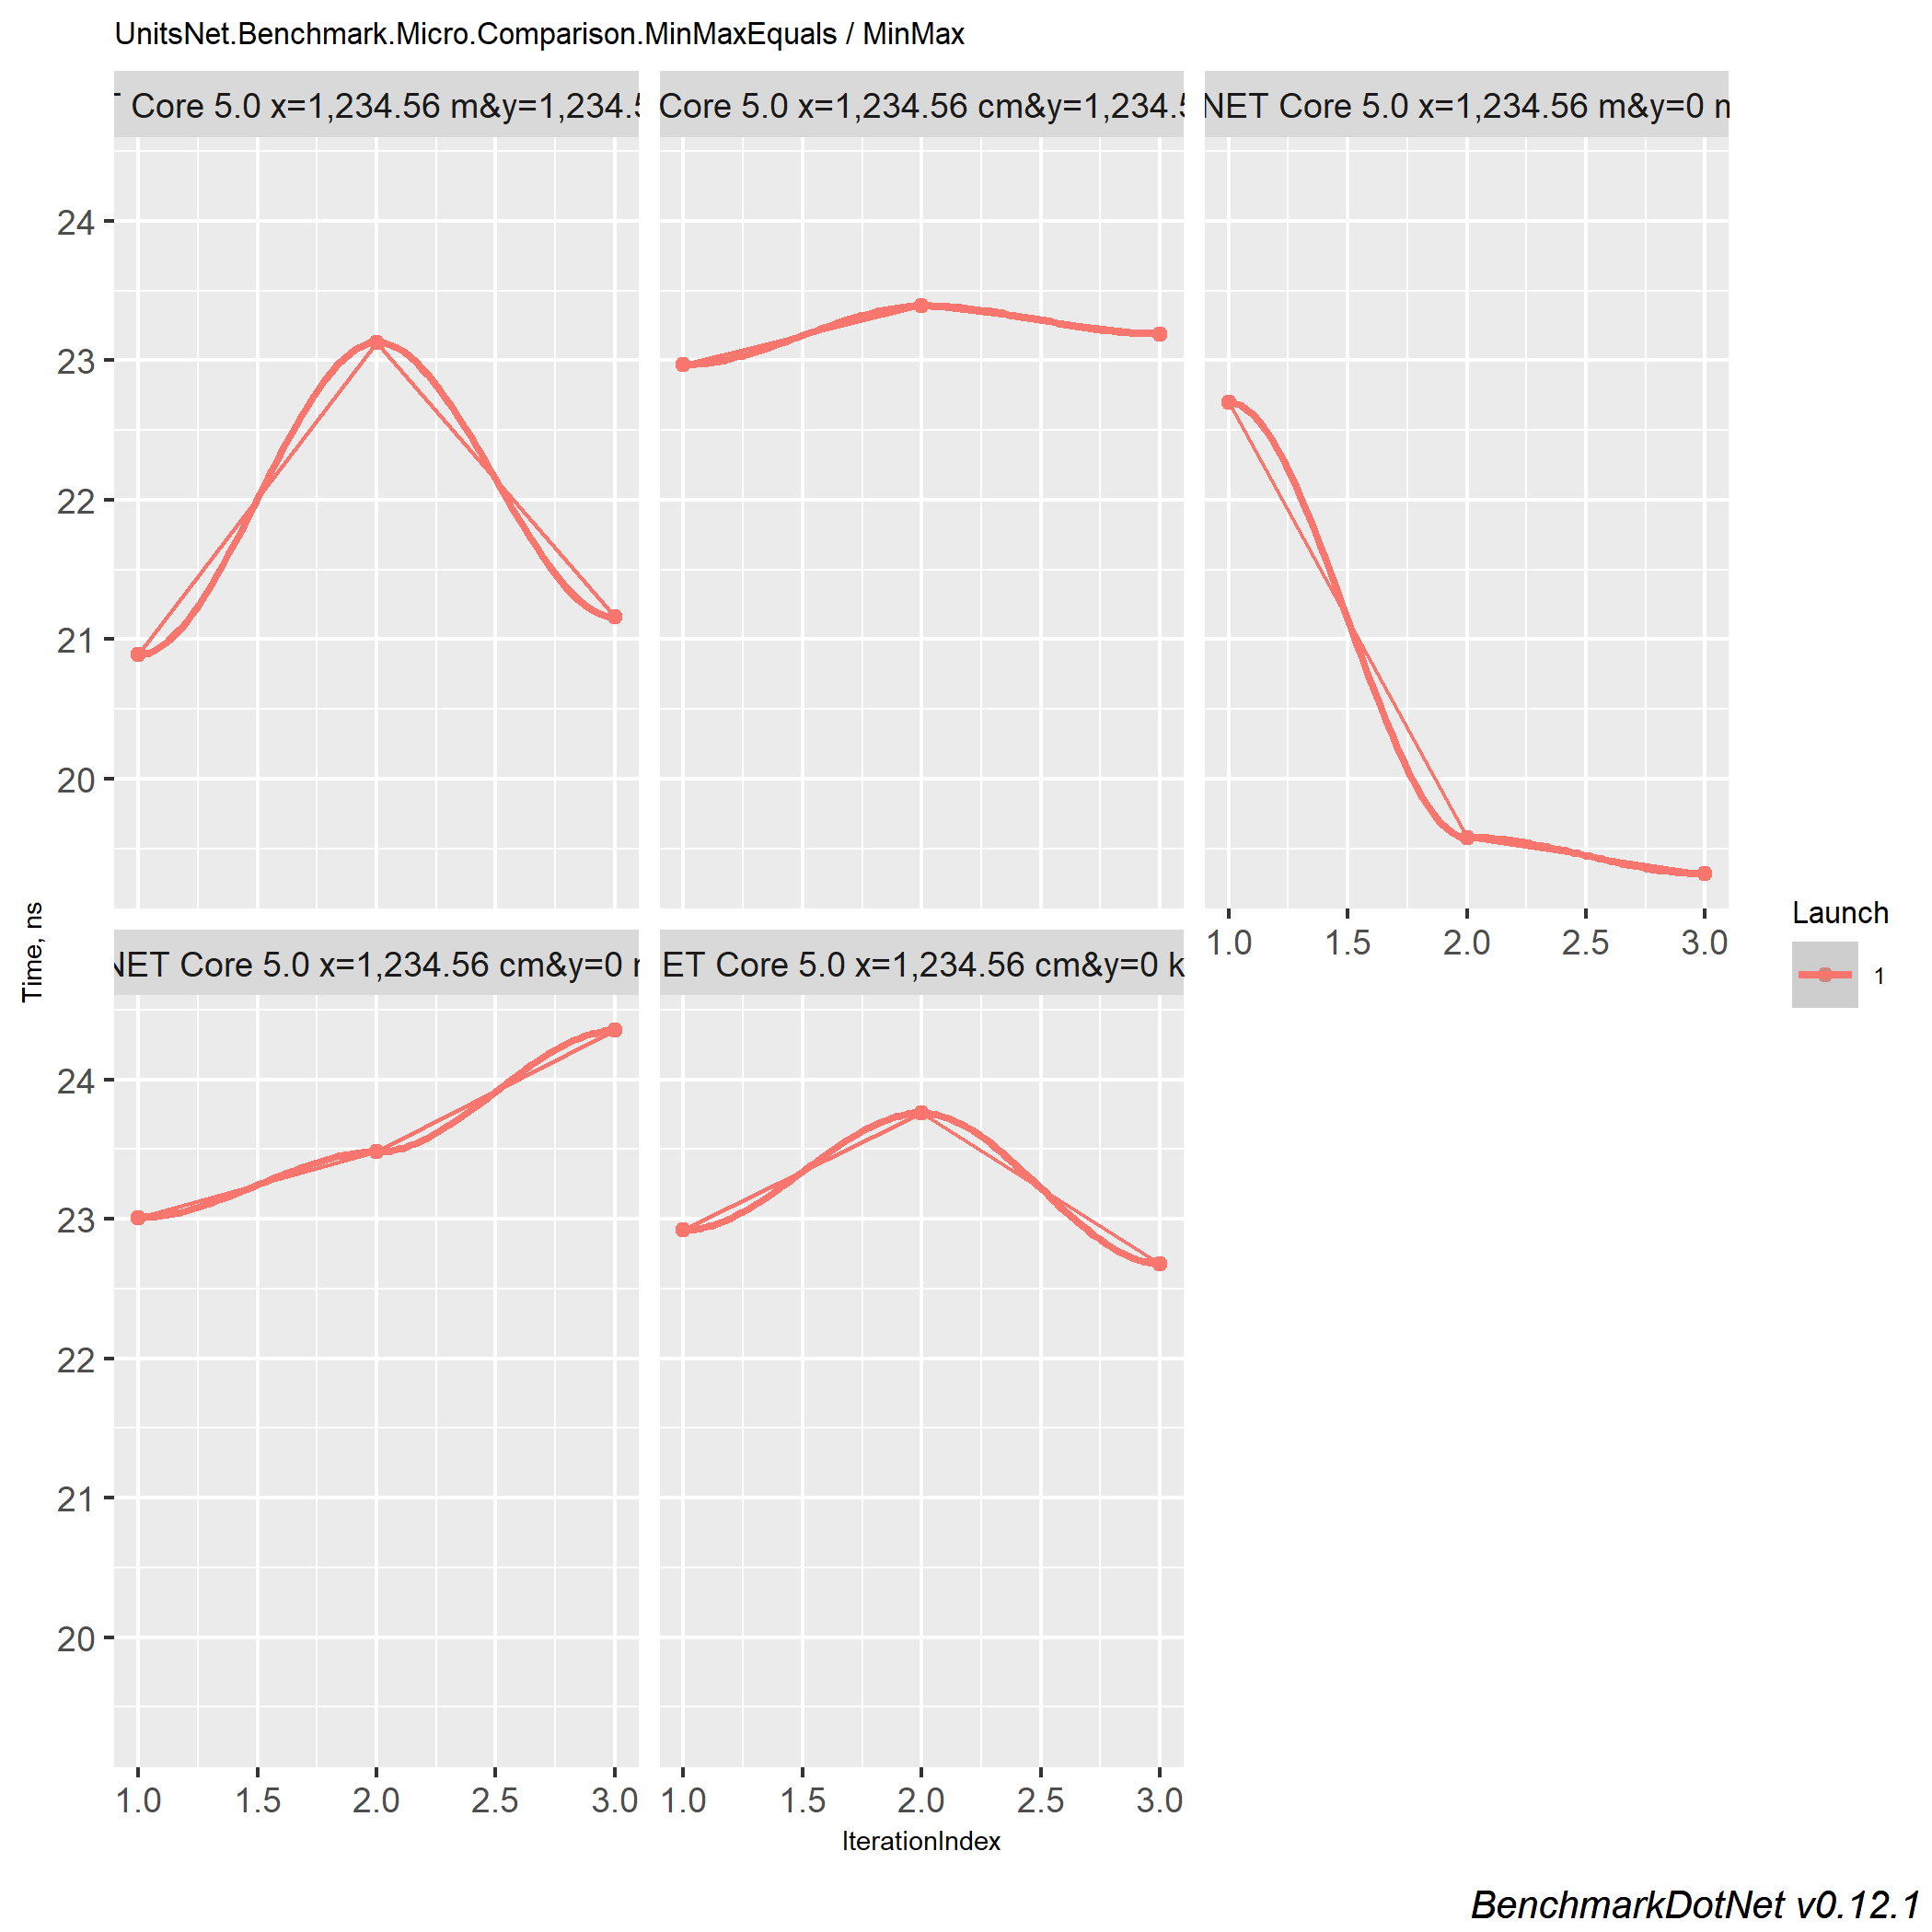 UnitsNet.Benchmark.Micro.Comparison.MinMaxEquals / MinMax
Core 5.0 x=1,234.56 m&y=1,234.5
Core 5.0 x=1,234.56 cm&y=1,234.5
NET Core 5.0 x=1,234.56 m&y=0
24
23
22
21
20
1.0 1.5 2.0 2.5 3.0
Time, ns
Launch
1
NET Core 5.0 x=1,234.56 cm&y=0
ET Core 5.0 x=1,234.56 cm&y=0 k
24
23
22
21
20
1.0 1.5 2.0 2.5 3.0
1.0 1.5 2.0 2.5 3.0
IterationIndex
BenchmarkDotNet v0.12.1